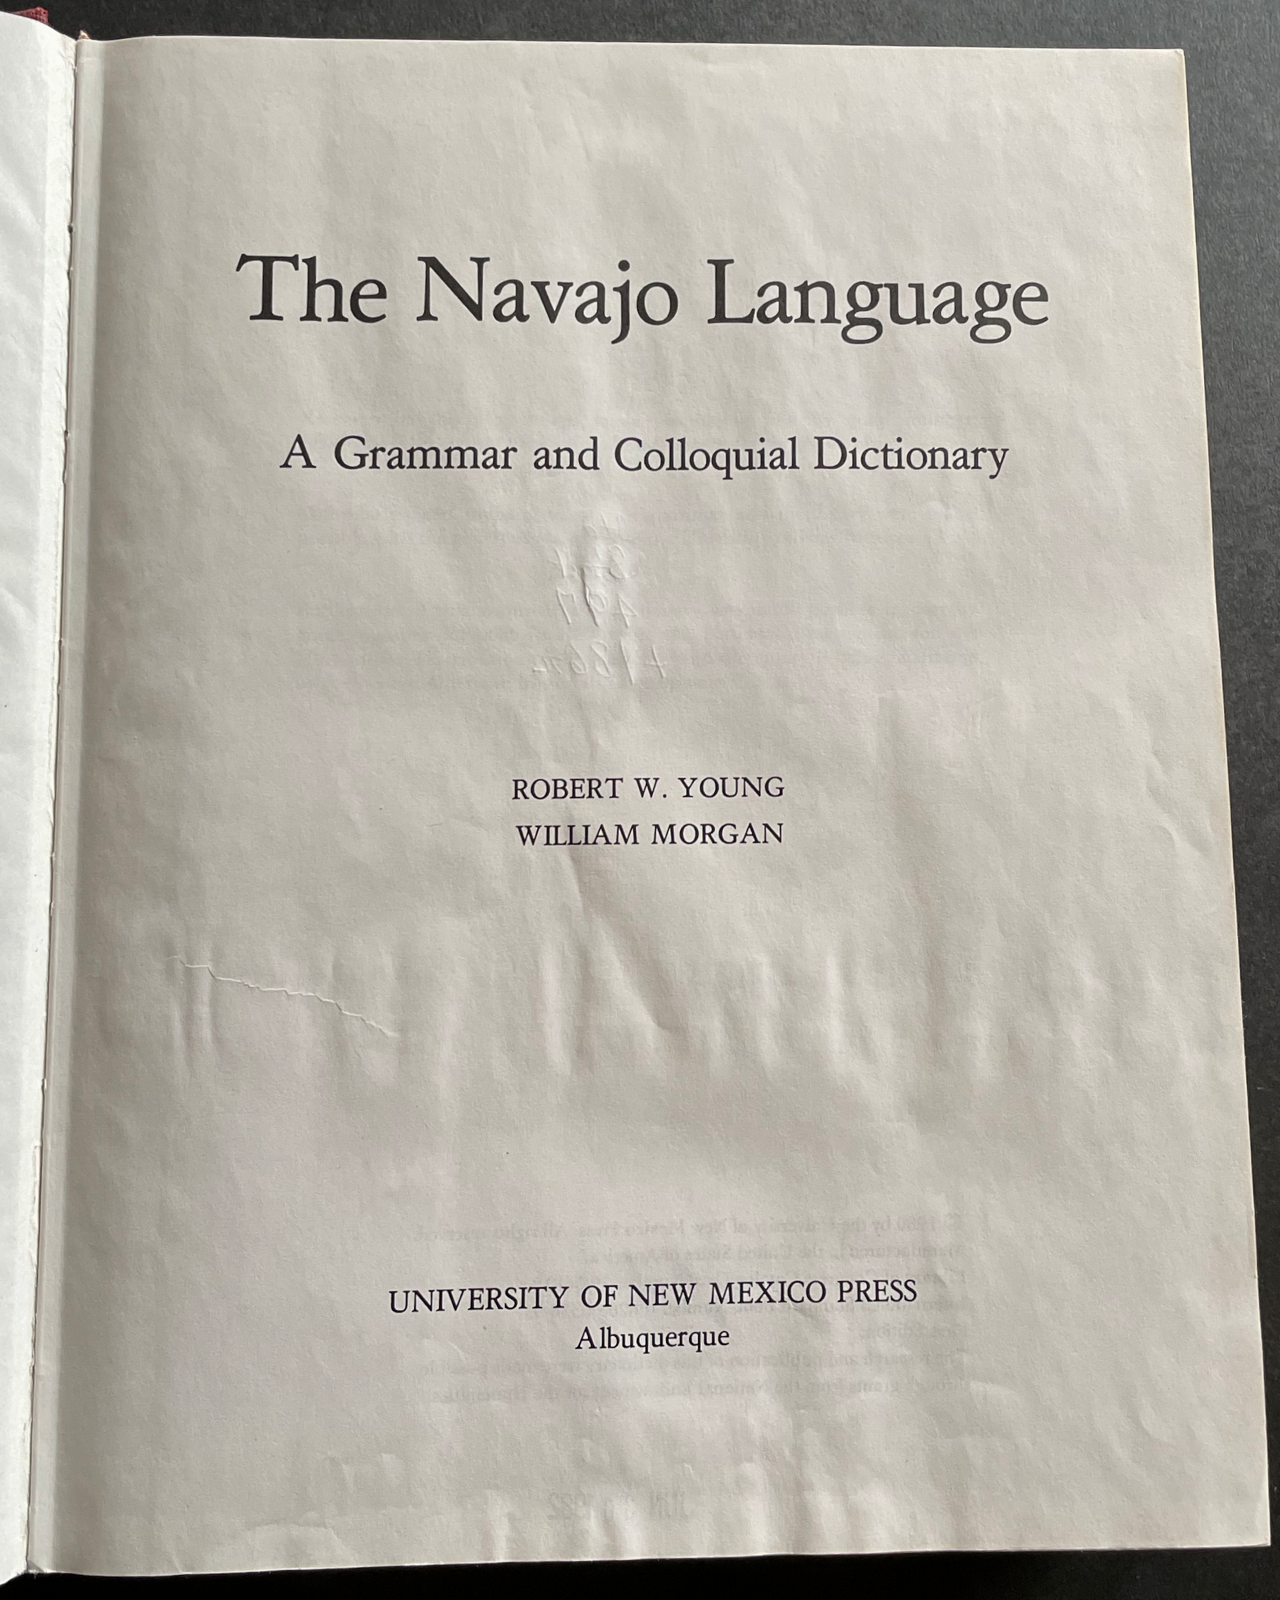 The Navajo Language
A Grammar and Colloquial Dictionary
ROBERT W. YOUNG
WILLIAM MORGAN
UNIVERSITY OF NEW MEXICO PRESS
Albuquerque